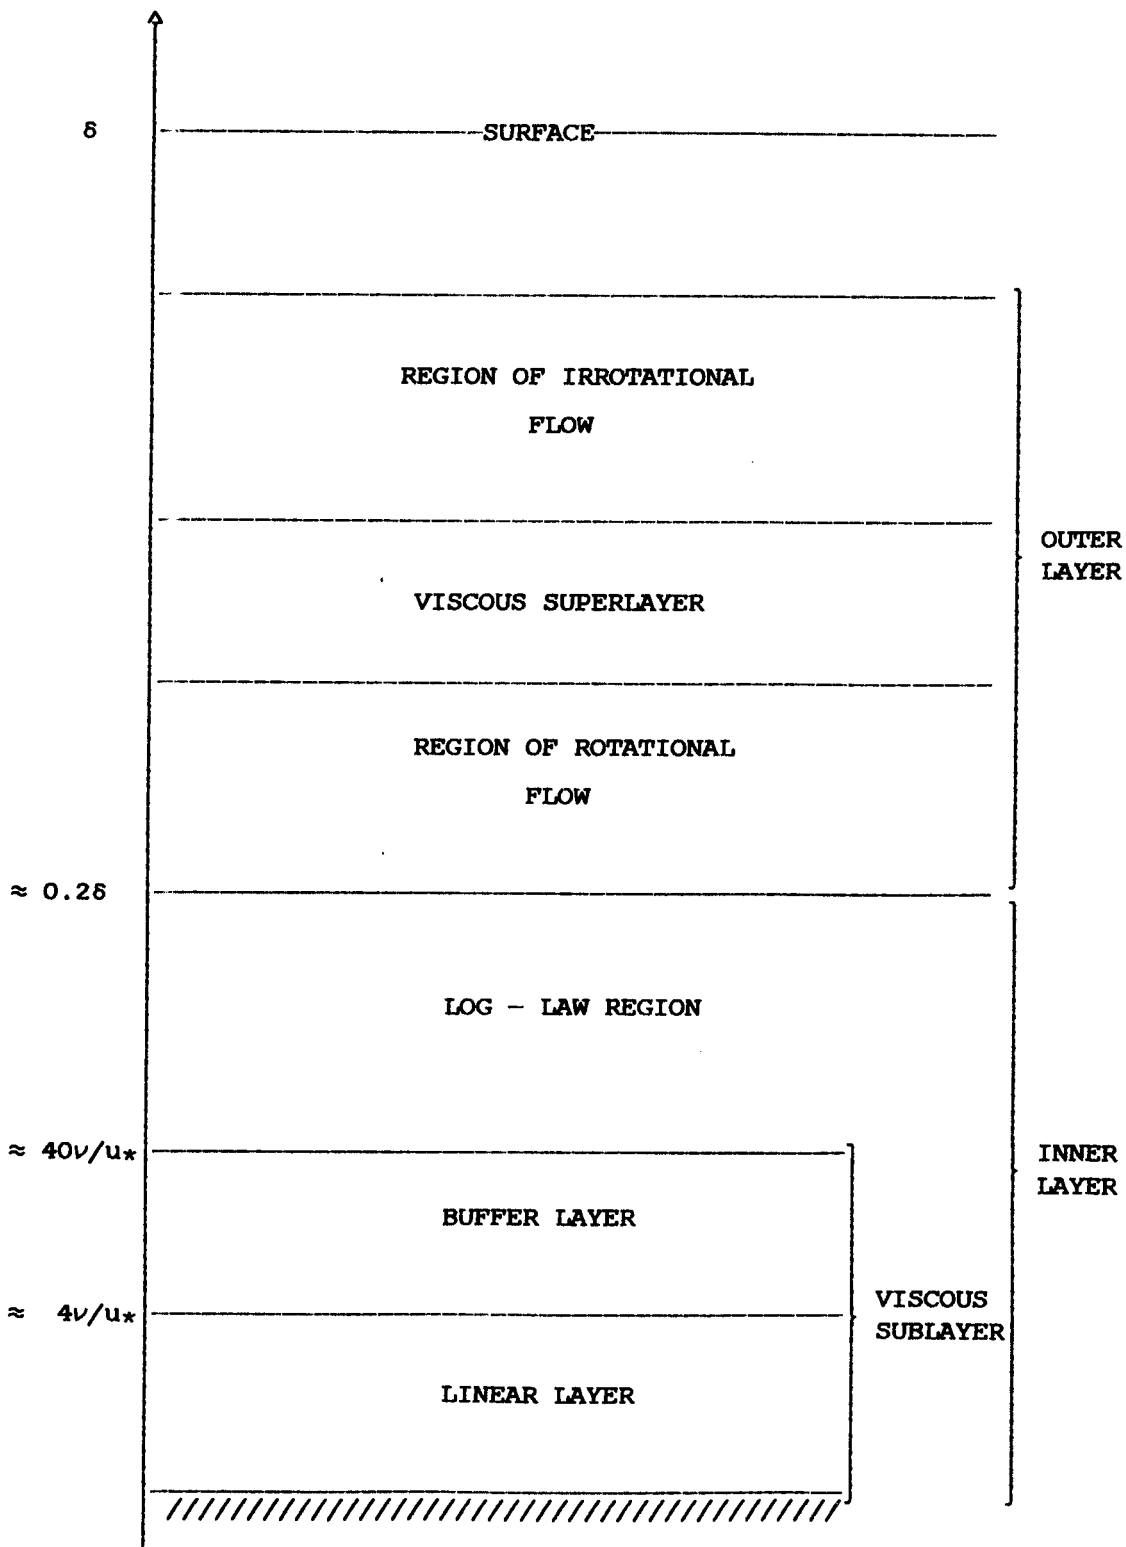 δ
SURFACE
REGION OF IRROTATIONAL
FLOW
OUTER
LAYER
VISCOUS SUPERLAYER
REGION OF ROTATIONAL
FLOW
≈ 0.2δ
LOG – LAW REGION
≈ 40ν/u*
INNER
LAYER
BUFFER LAYER
≈ 4ν/u*
VISCOUS
SUBLAYER
LINEAR LAYER